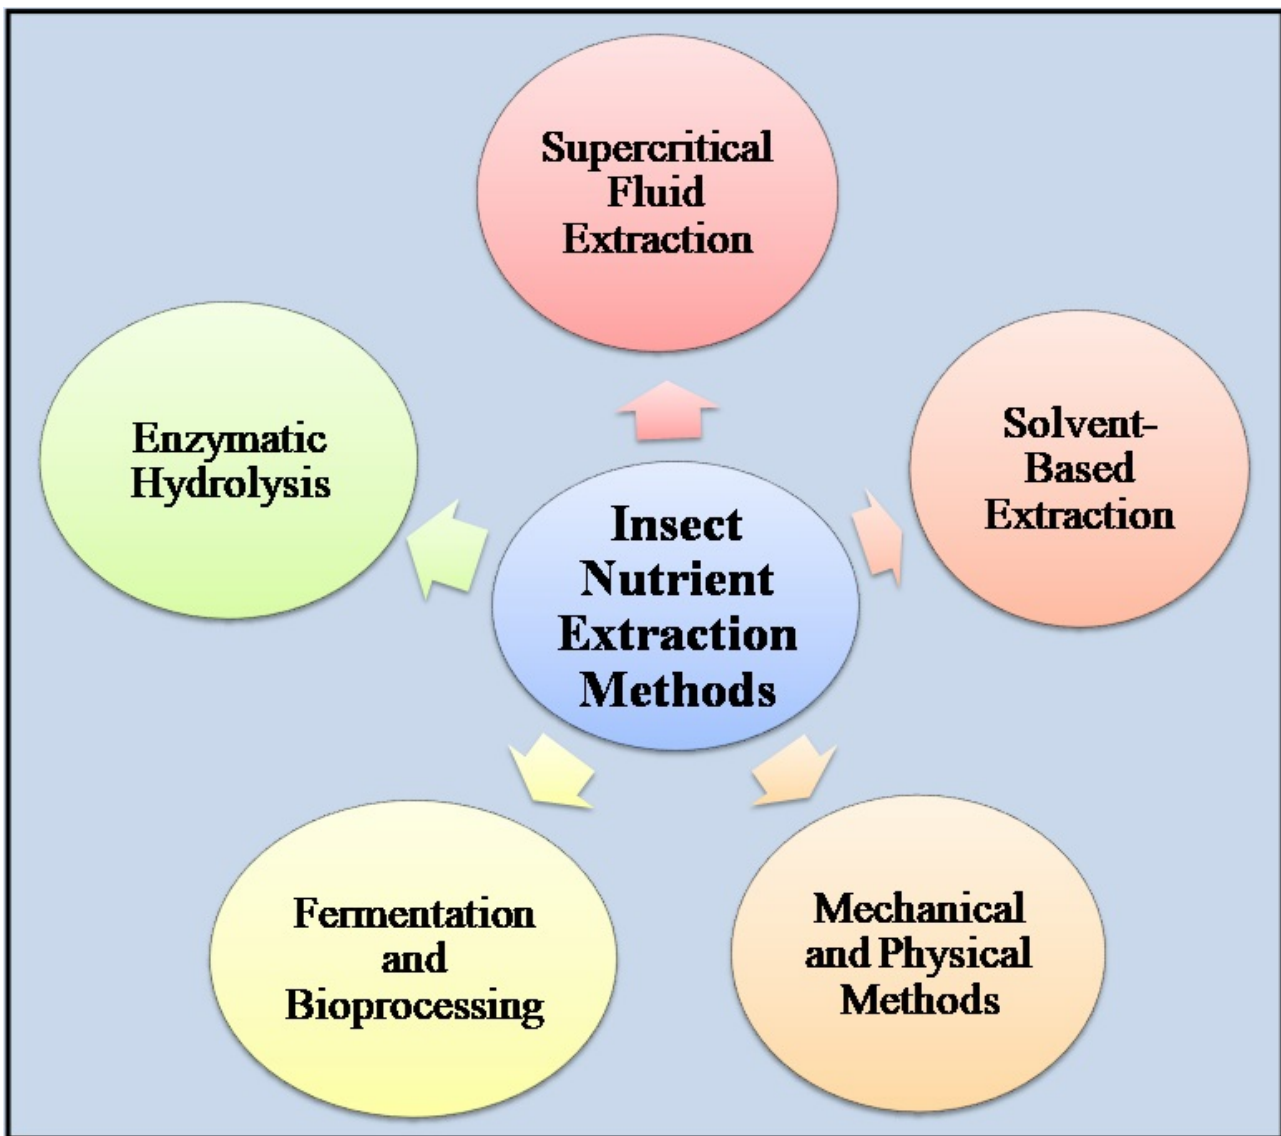 Supercritical
Fluid
Extraction
Solvent-
Based
Extraction
Enzymatic
Hydrolysis
Insect
Nutrient
Extraction
Methods
Mechanical
and Physical
Methods
Fermentation
and
Bioprocessing